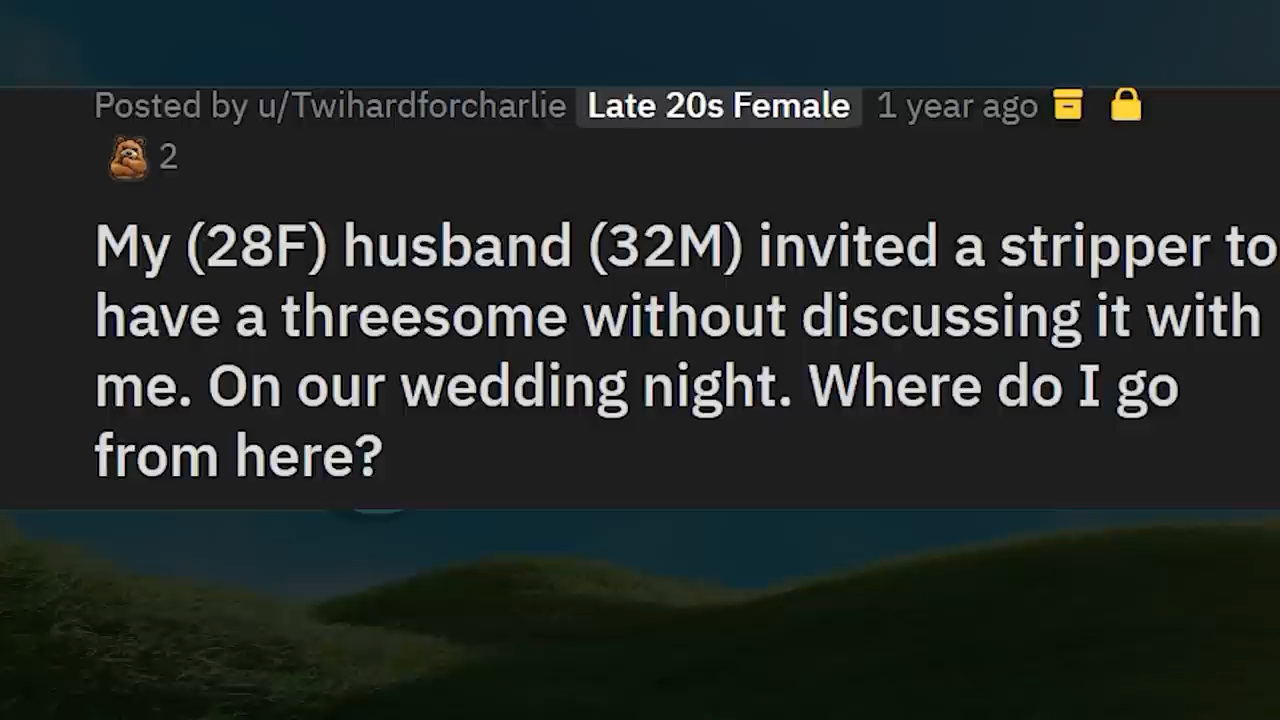 Posted by u/Twihardforcharlie Late 20s Female 1 year ago
2
My (28F) husband (32M) invited a stripper to
have a threesome without discussing it with
me. On our wedding night. Where do I go
from here?